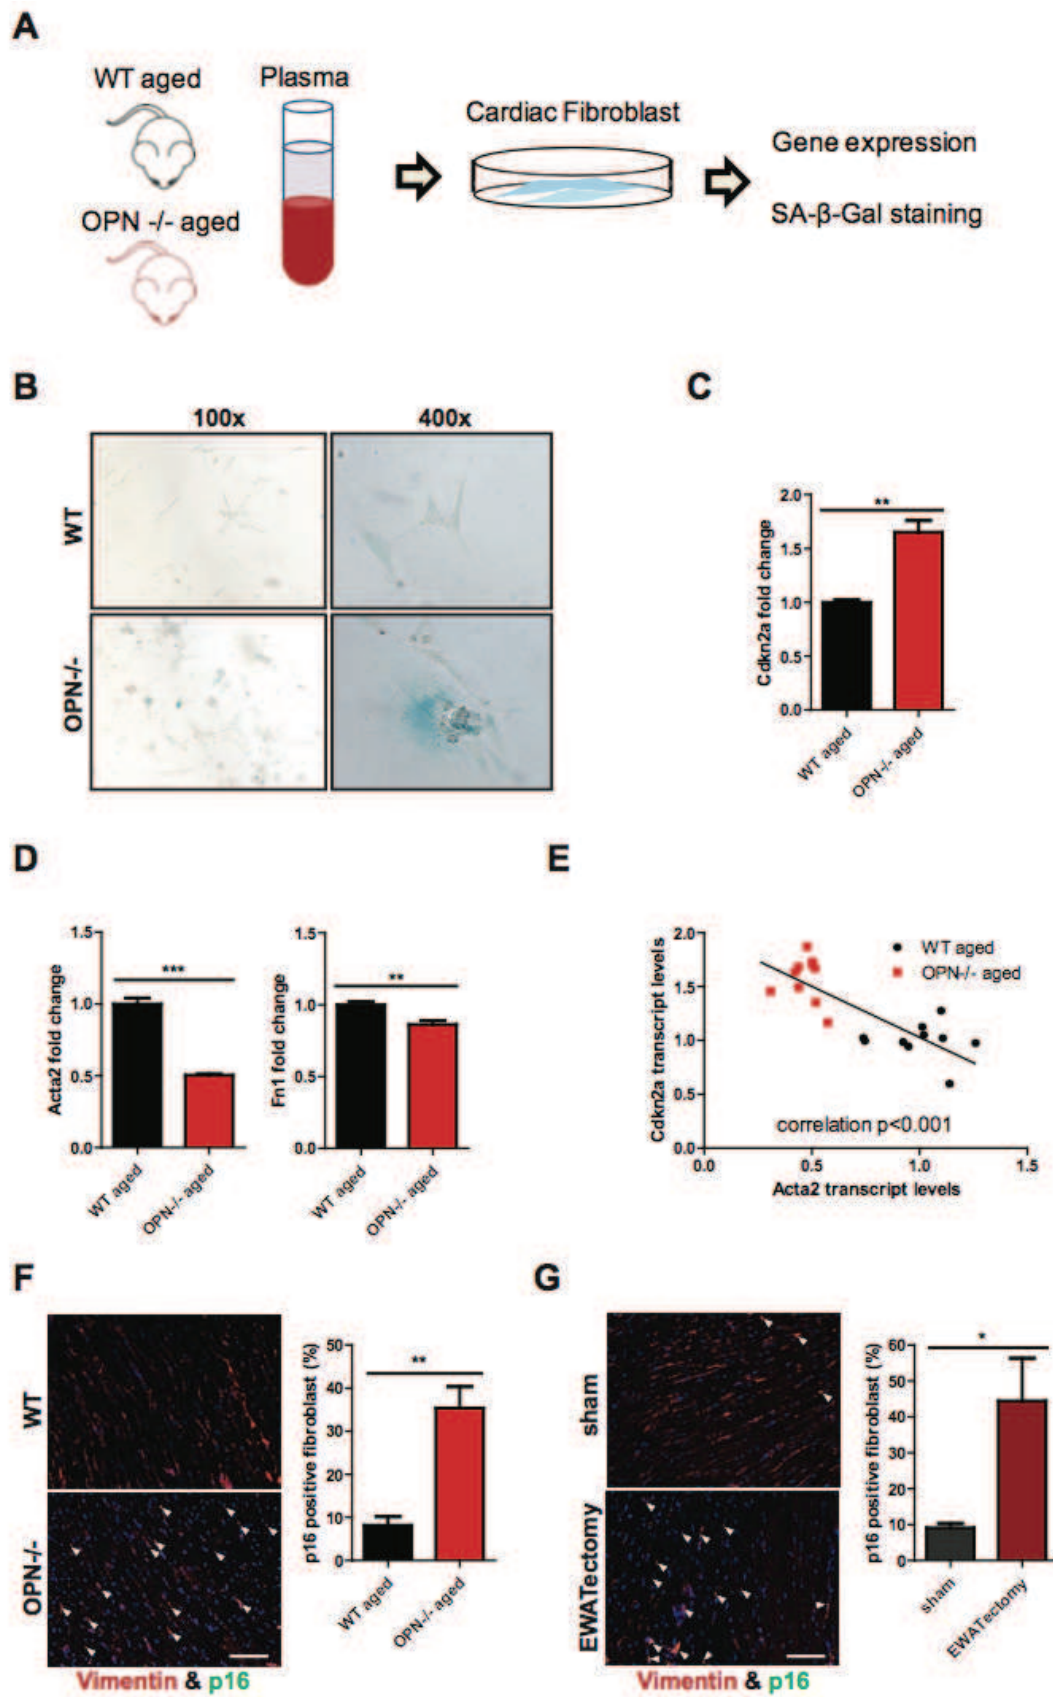 A
WT aged
Plasma
OPN -/- aged
Cardiac Fibroblast
Gene expression
SA-β-Gal staining
B
100x
400x
WT
OPN-/-
C
Cdkn2a fold change
2.0
1.5
1.0
0.5
0.0
**
WT aged
OPN-/- aged
D
Acta2 fold change
1.5
1.0
0.5
0.0
***
WT aged
OPN-/- aged
Fn1 fold change
1.5
1.0
0.5
0.0
**
WT aged
OPN-/- aged
E
Cdkn2a transcript levels
2.0
1.5
1.0
0.5
0.0
WT aged
OPN-/- aged
correlation p<0.001
0.0
0.5
1.0
1.5
Acta2 transcript levels
F
WT
OPN-/-
Vimentin & p16
p16 positive fibroblast (%)
50
40
30
20
10
0
**
WT aged
OPN-/- aged
G
sham
EWATectomy
Vimentin & p16
p16 positive fibroblast (%)
60
50
40
30
20
10
0
*
sham
EWATectomy